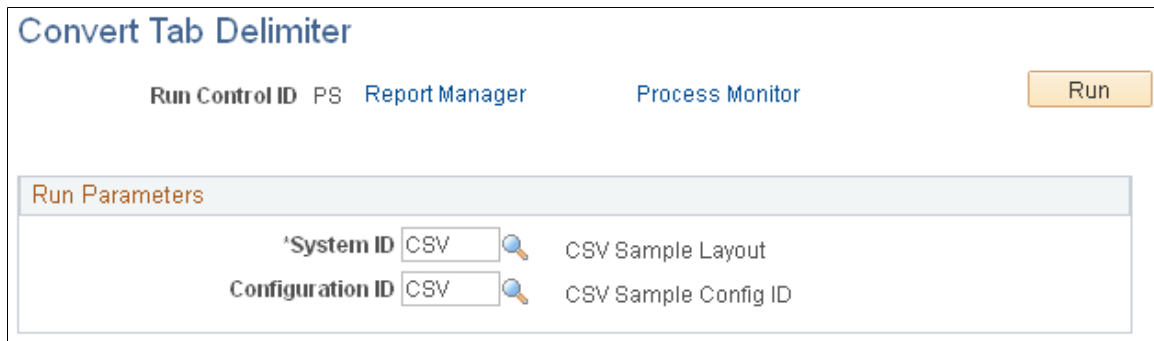 Convert Tab Delimiter
Run Control ID PS Report Manager Process Monitor Run
Run Parameters
*System ID CSV CSV Sample Layout
Configuration ID CSV CSV Sample Config ID